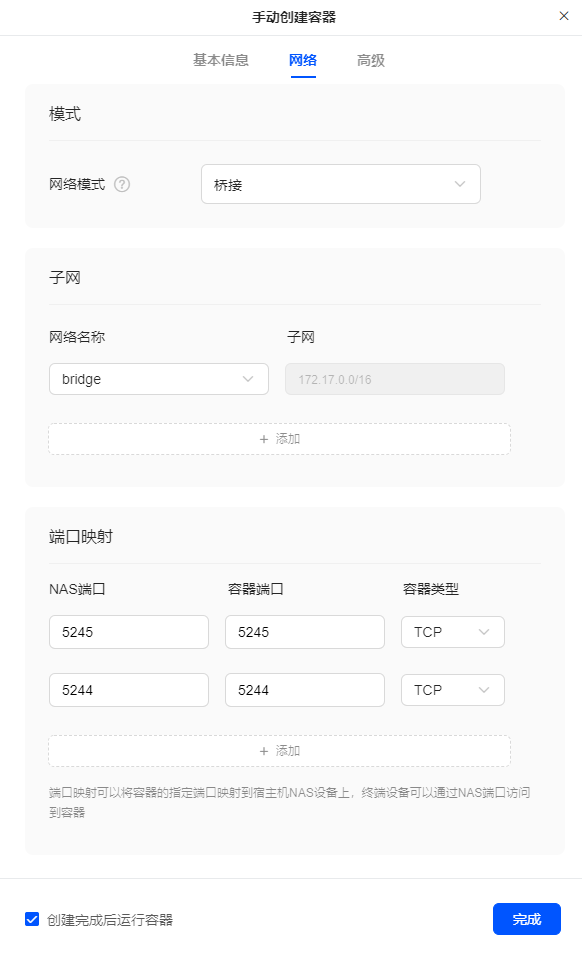 手动创建容器
基本信息 网络 高级
模式
网络模式 ? 桥接
子网
网络名称 子网
bridge 172.17.0.0/16
+ 添加
端口映射
NAS端口 容器端口 容器类型
5245 5245 TCP
5244 5244 TCP
+ 添加
端口映射可以将容器的指定端口映射到宿主机NAS设备上，终端设备可以通过NAS端口访问
到容器
创建完成后运行容器 完成